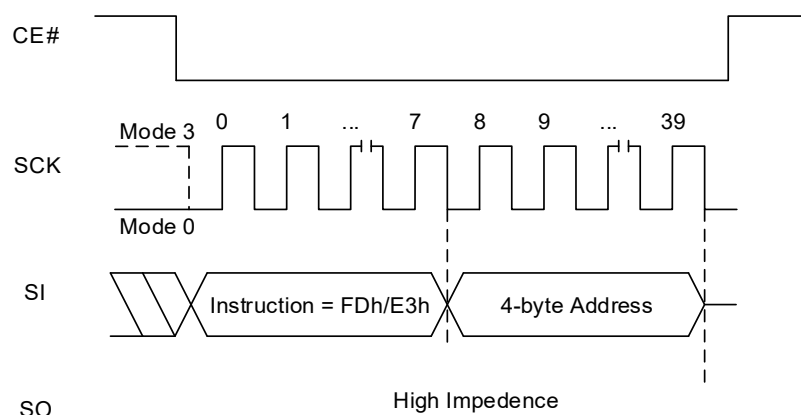 CE#
0 1 ... 7 8 9 ... 39
Mode 3
SCK
Mode 0
SI
Instruction = FDh/E3h
4-byte Address
High Impedence
SO